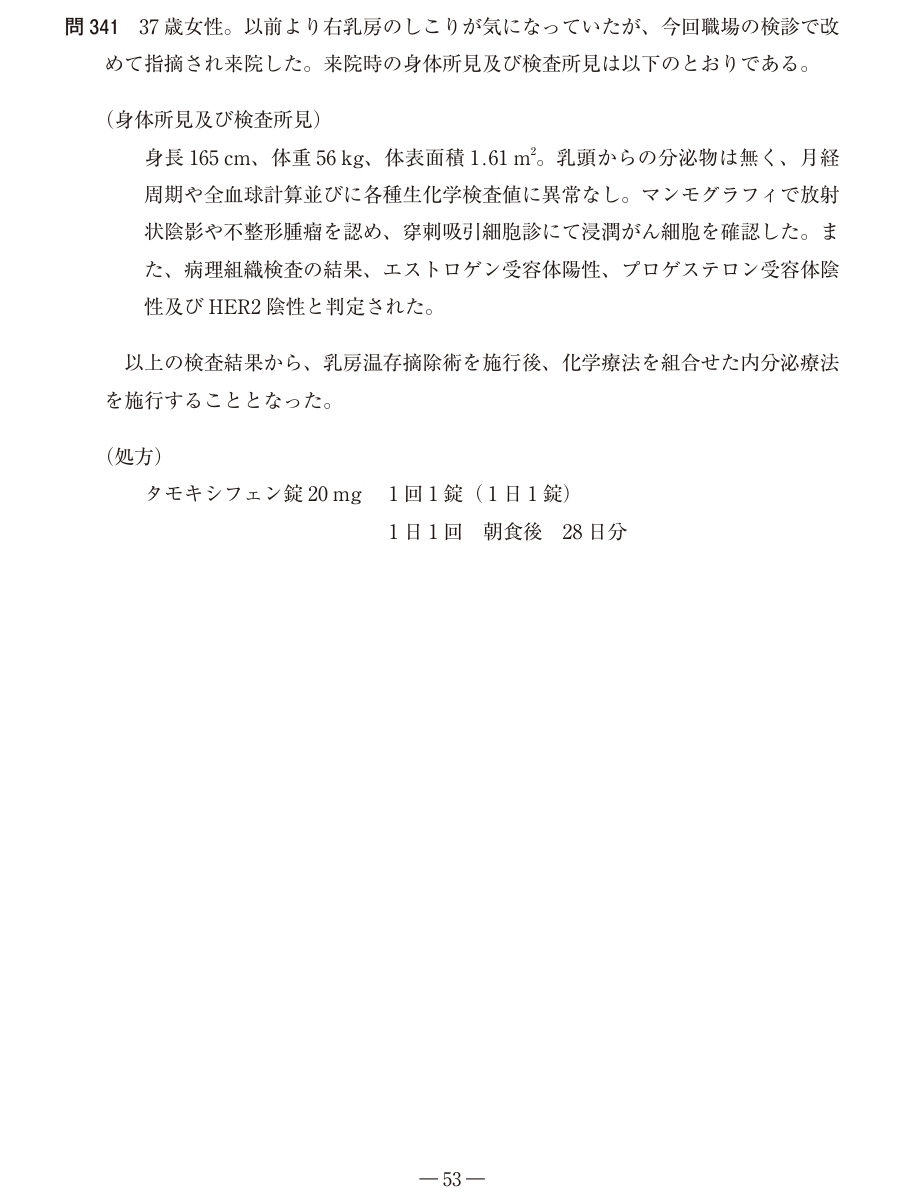 問 341　37 歳女性。以前より右乳房のしこりが気になっていたが、今回職場の検診で改
めて指摘され来院した。来院時の身体所見及び検査所見は以下のとおりである。
（身体所見及び検査所見）
身長 165 cm、体重 56 kg、体表面積 1.61 m²。乳頭からの分泌物は無く、月経
周期や全血球計算並びに各種生化学検査値に異常なし。マンモグラフィで放射
状陰影や不整形腫瘤を認め、穿刺吸引細胞診にて浸潤がん細胞を確認した。ま
た、病理組織検査の結果、エストロゲン受容体陽性、プロゲステロン受容体陰
性及び HER2 陰性と判定された。
以上の検査結果から、乳房温存摘除術を施行後、化学療法を組合せた内分泌療法
を施行することとなった。
（処方）
タモキシフェン錠 20 mg　1 回 1 錠（1 日 1 錠）
1 日 1 回　朝食後　28 日分
― 53 ―